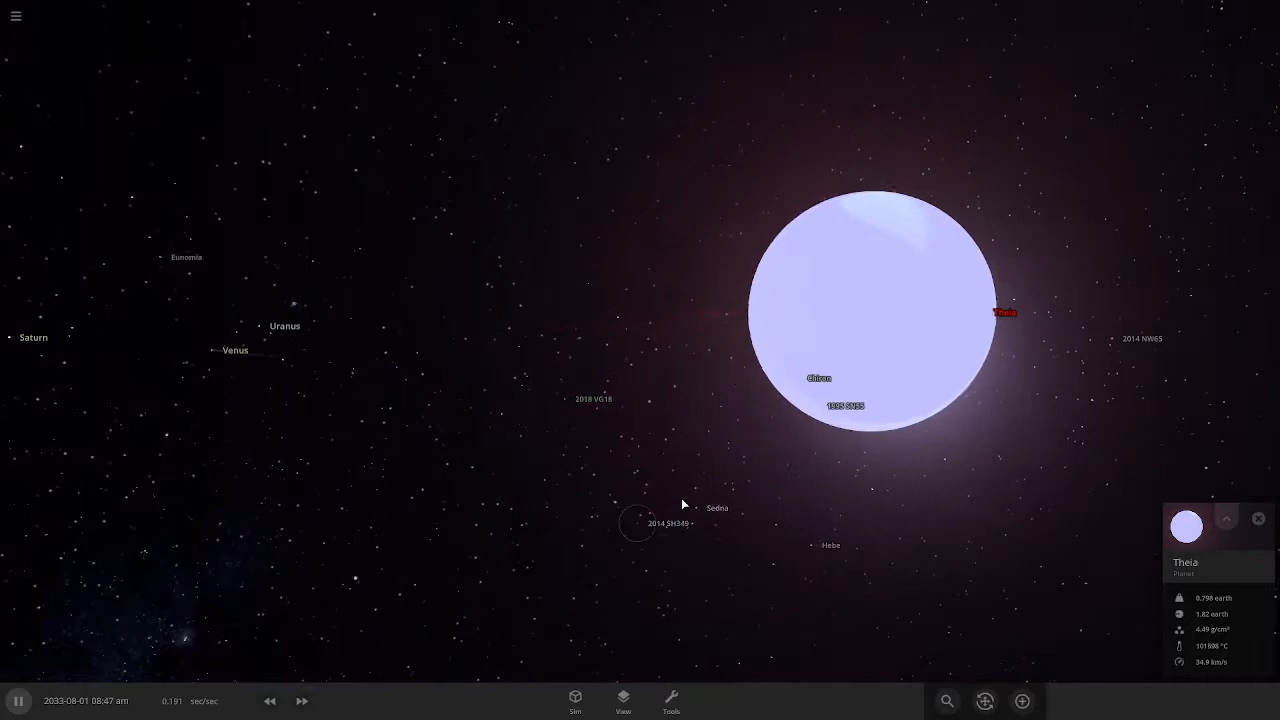 Eunomia
Uranus
Saturn
Venus
Theia
2014 NW65
Chiron
2018 VG18
1995 SN55
Sedna
2014 SH349
Hebe
Theia
Planet
0.798 earth
1.82 earth
4.49 g/cm³
101698 °C
34.9 km/s
2033-08-01 08:47 am
0.191 sec/sec
Sim
View
Tools